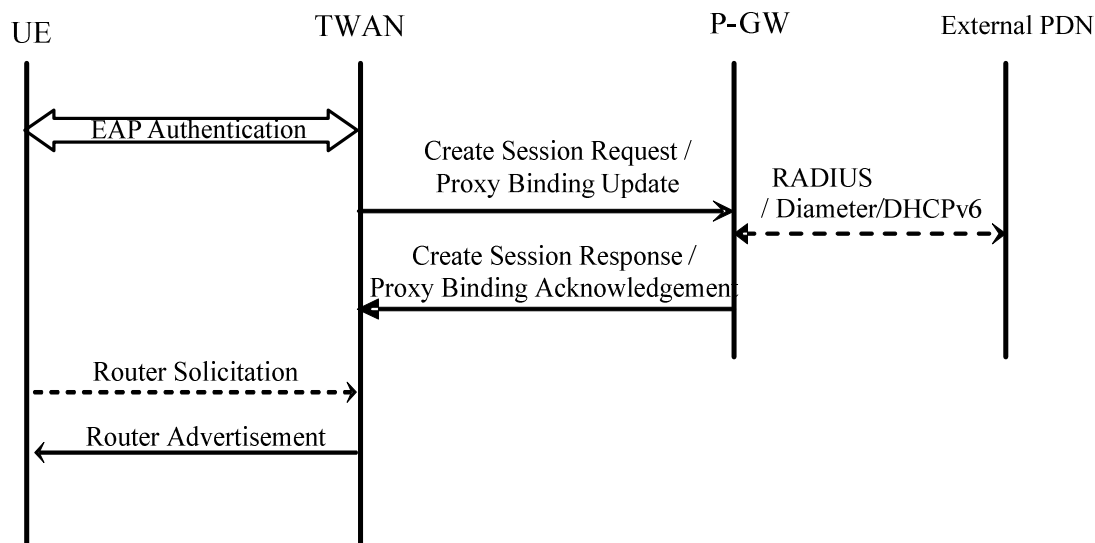 UE
TWAN
P-GW
External PDN
EAP Authentication
Create Session Request /
Proxy Binding Update
RADIUS
/ Diameter/DHCPv6
Create Session Response /
Proxy Binding Acknowledgement
Router Solicitation
Router Advertisement